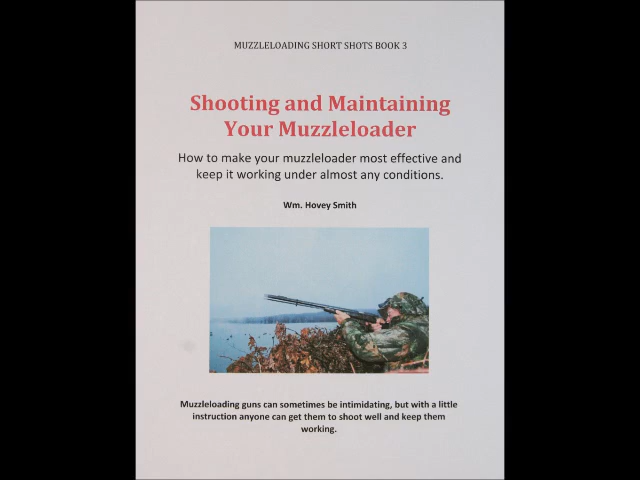 MUZZLELOADING SHORT SHOTS BOOK 3
Shooting and Maintaining
Your Muzzleloader
How to make your muzzleloader most effective and
keep it working under almost any conditions.
Wm. Hovey Smith
Muzzleloading guns can sometimes be intimidating, but with a little
instruction anyone can get them to shoot well and keep them
working.